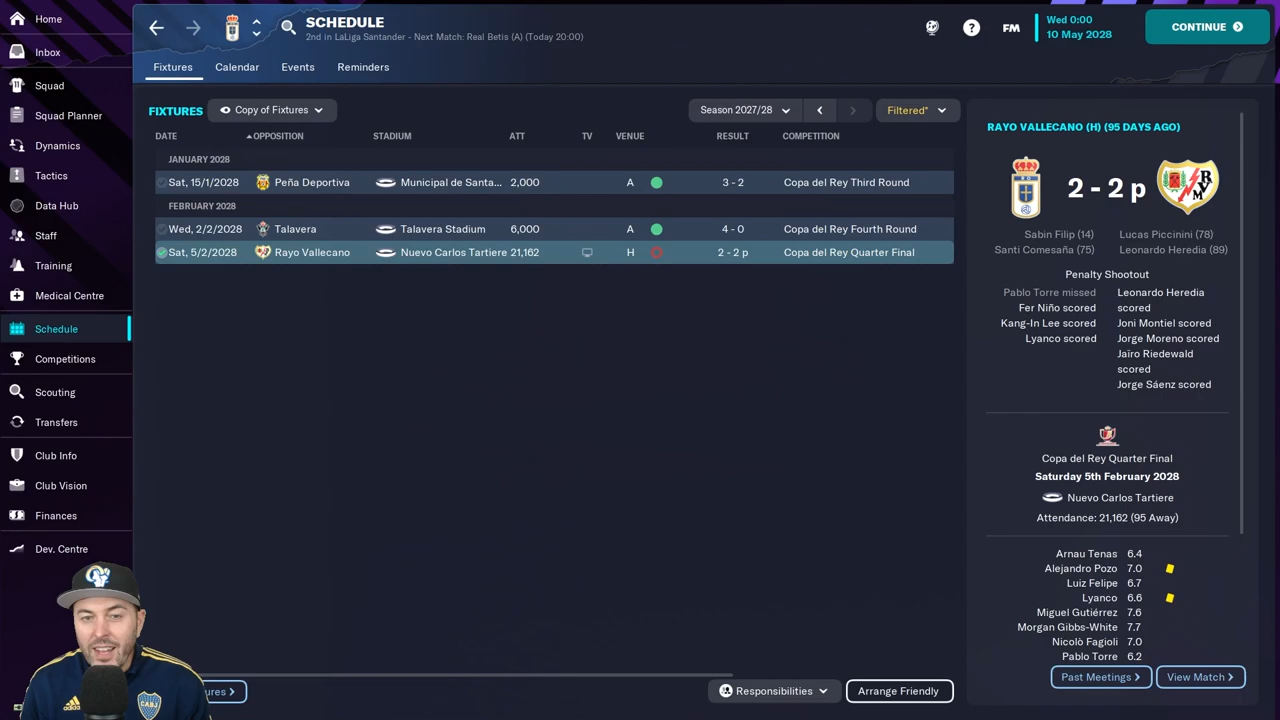 Home
Inbox
Squad
Squad Planner
Dynamics
Tactics
Data Hub
Staff
Training
Medical Centre
Schedule
Competitions
Scouting
Transfers
Club Info
Club Vision
Finances
Dev. Centre
SCHEDULE
2nd in LaLiga Santander - Next Match: Real Betis (A) (Today 20:00)
FM
Wed 0:00
10 May 2028
CONTINUE
Fixtures Calendar Events Reminders
FIXTURES Copy of Fixtures Season 2027/28 Filtered*
DATE OPPOSITION STADIUM ATT TV VENUE RESULT COMPETITION
JANUARY 2028
Sat, 15/1/2028 Peña Deportiva Municipal de Santa... 2,000 A 3 - 2 Copa del Rey Third Round
FEBRUARY 2028
Wed, 2/2/2028 Talavera Talavera Stadium 6,000 A 4 - 0 Copa del Rey Fourth Round
Sat, 5/2/2028 Rayo Vallecano Nuevo Carlos Tartiere 21,162 H 2 - 2 p Copa del Rey Quarter Final
ures
Responsibilities
Arrange Friendly
RAYO VALLECANO (H) (95 DAYS AGO)
2 - 2 p
Sabin Filip (14) Lucas Piccinini (78)
Santi Comesaña (75) Leonardo Heredia (89)
Penalty Shootout
Pablo Torre missed Leonardo Heredia
scored
Fer Niño scored
Kang-In Lee scored Joni Montiel scored
Lyanco scored Jorge Moreno scored
Jaïro Riedewald
scored
Jorge Sáenz scored
Copa del Rey Quarter Final
Saturday 5th February 2028
Nuevo Carlos Tartiere
Attendance: 21,162 (95 Away)
Arnau Tenas 6.4
Alejandro Pozo 7.0
Luiz Felipe 6.7
Lyanco 6.6
Miguel Gutiérrez 7.6
Morgan Gibbs-White 7.7
Nicolò Fagioli 7.0
Pablo Torre 6.2
Past Meetings View Match
CABJ